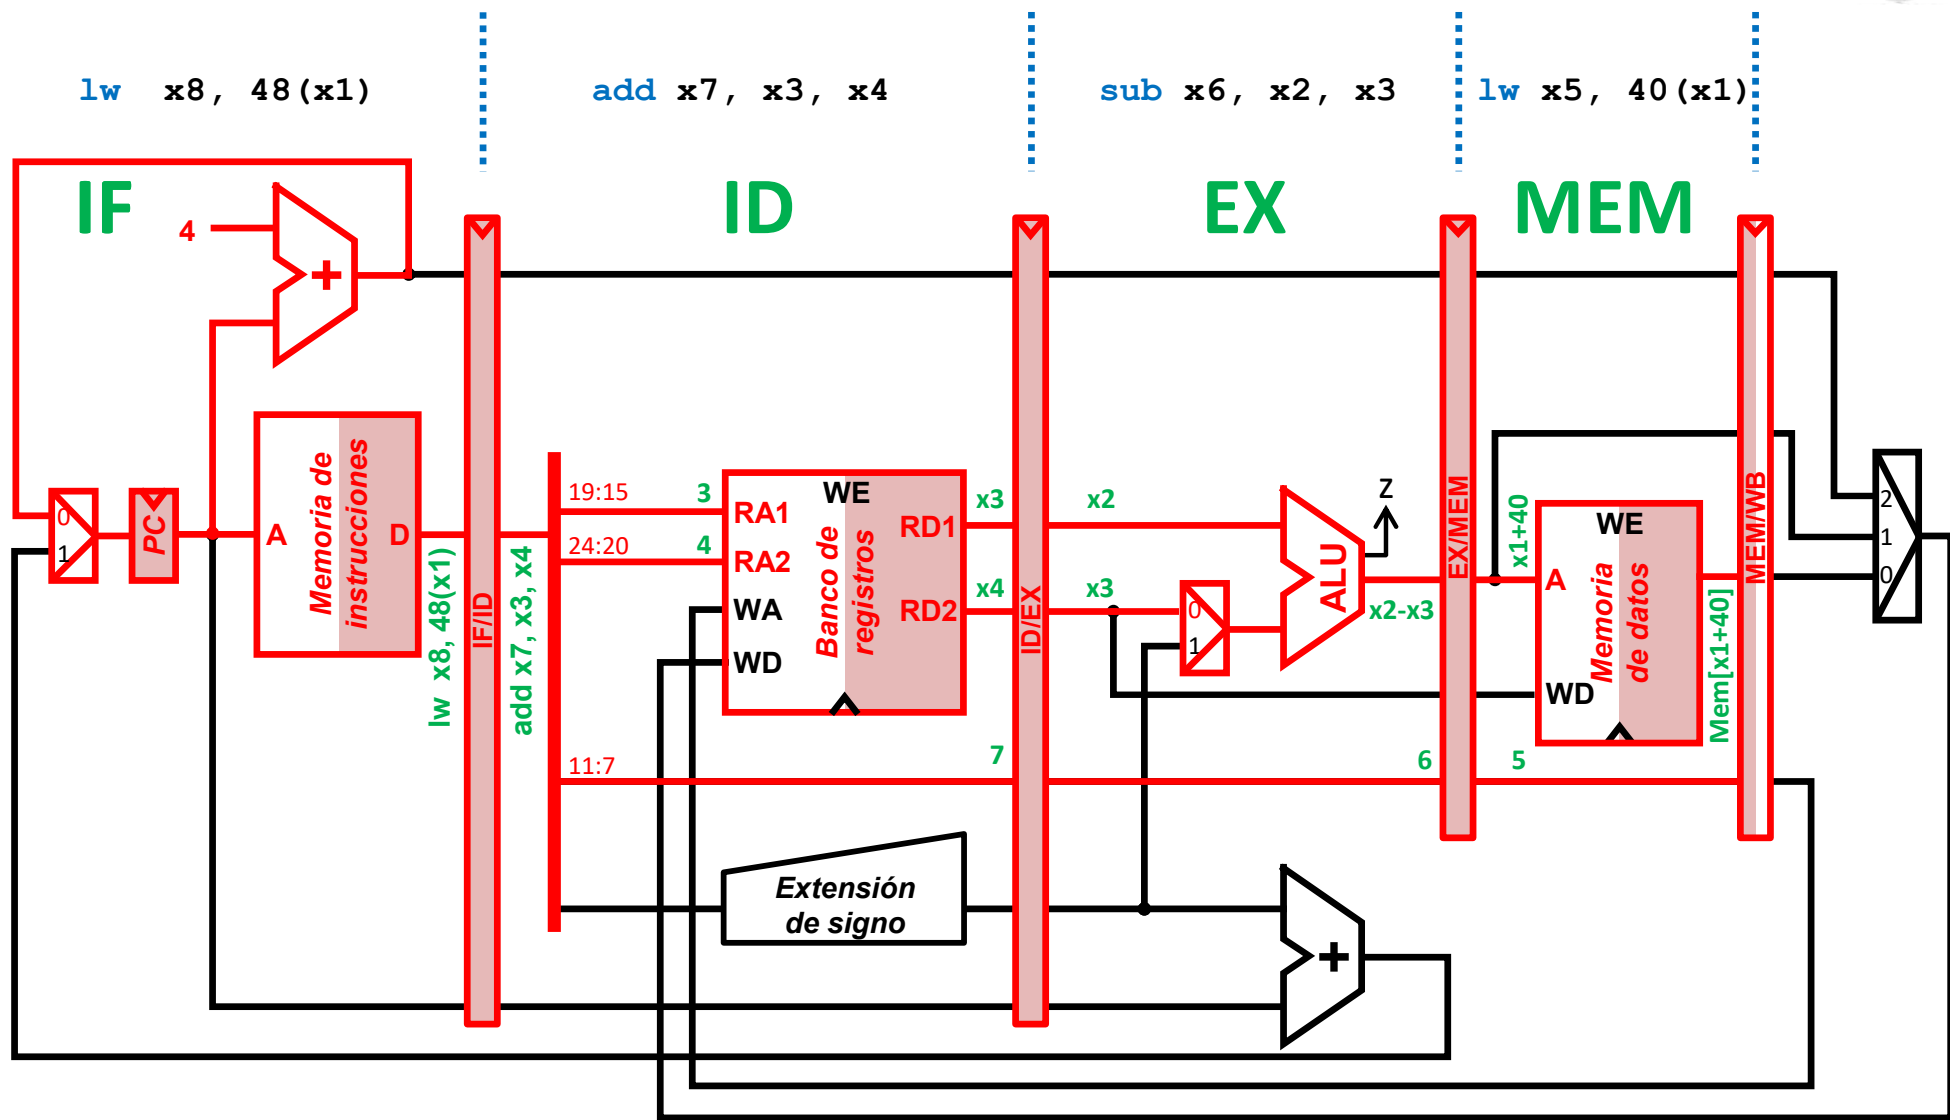 lw x8, 48(x1)
add x7, x3, x4
sub x6, x2, x3
lw x5, 40(x1)
IF
ID
EX
MEM
4
+
0
1
PC
A
Memoria de
instrucciones
D
lw x8, 48(x1)
IF/ID
add x7, x3, x4
19:15
3
24:20
4
11:7
7
RA1
RA2
WA
WD
WE
Banco de
registros
RD1
RD2
x3
x4
ID/EX
x2
x3
0
1
ALU
Z
x2-x3
6
EX/MEM
x1+40
5
A
WE
WD
Memoria
de datos
Mem[x1+40]
MEM/WB
2
1
0
Extensión
de signo
+